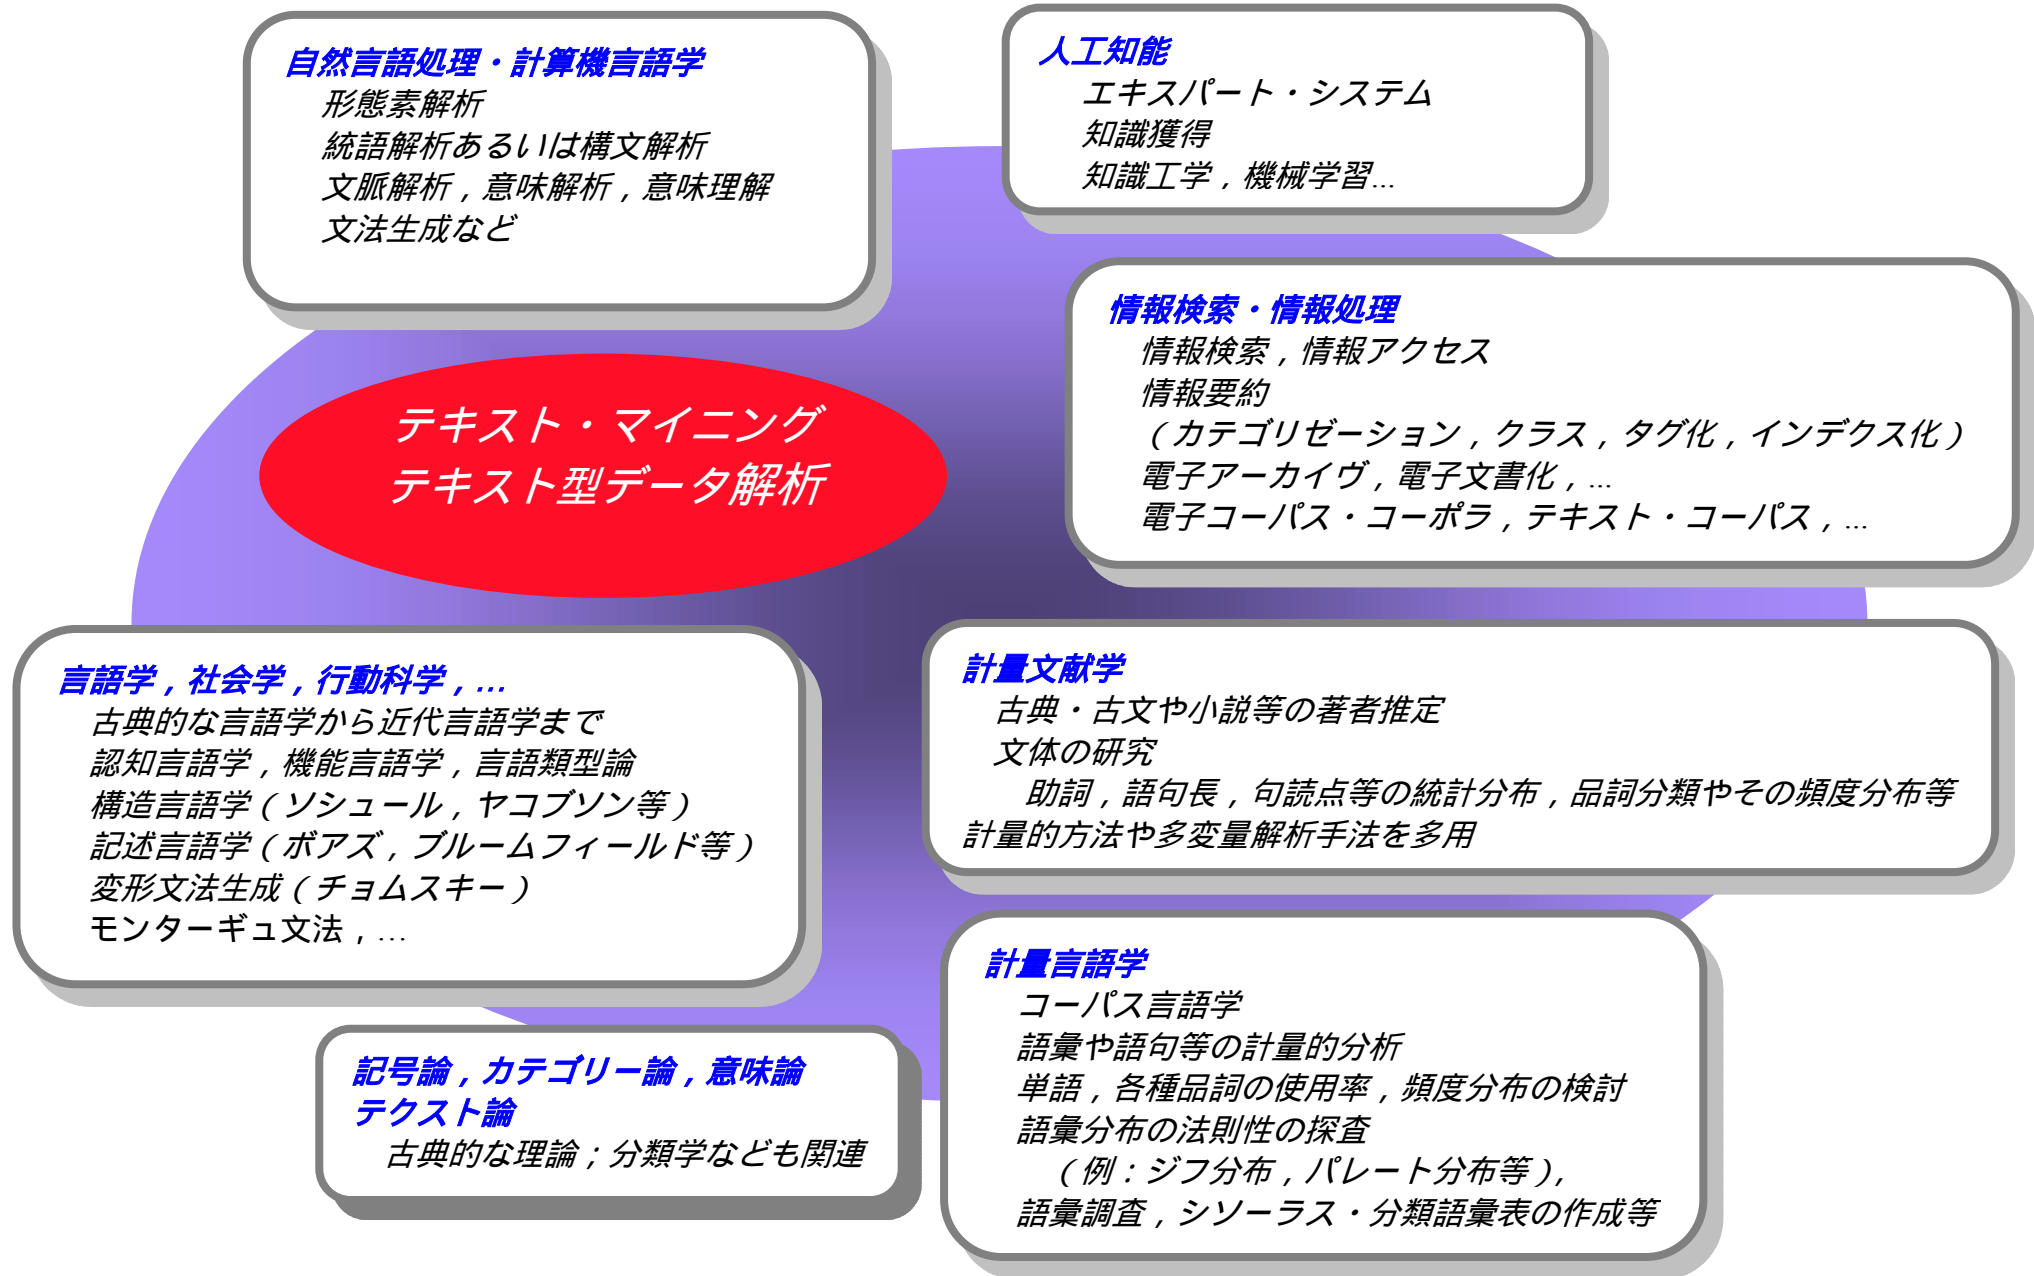 自然言語処理・計算機言語学
形態素解析
統語解析あるいは構文解析
文脈解析，意味解析，意味理解
文法生成など
人工知能
エキスパート・システム
知識獲得
知識工学，機械学習…
情報検索・情報処理
情報検索，情報アクセス
情報要約
（カテゴリゼーション，クラス，タグ化，インデクス化）
電子アーカイヴ，電子文書化，…
電子コーパス・コーポラ，テキスト・コーパス，…
テキスト・マイニング
テキスト型データ解析
言語学，社会学，行動科学，…
古典的な言語学から近代言語学まで
認知言語学，機能言語学，言語類型論
構造言語学（ソシュール，ヤコブソン等）
記述言語学（ボアズ，ブルームフィールド等）
変形文法生成（チョムスキー）
モンターギュ文法，…
計量文献学
古典・古文や小説等の著者推定
文体の研究
助詞，語句長，句読点等の統計分布，品詞分類やその頻度分布等
計量的方法や多変量解析手法を多用
記号論，カテゴリー論，意味論
テクスト論
古典的な理論；分類学なども関連
計量言語学
コーパス言語学
語彙や語句等の計量的分析
単語，各種品詞の使用率，頻度分布の検討
語彙分布の法則性の探査
（例：ジフ分布，パレート分布等），
語彙調査，シソーラス・分類語彙表の作成等